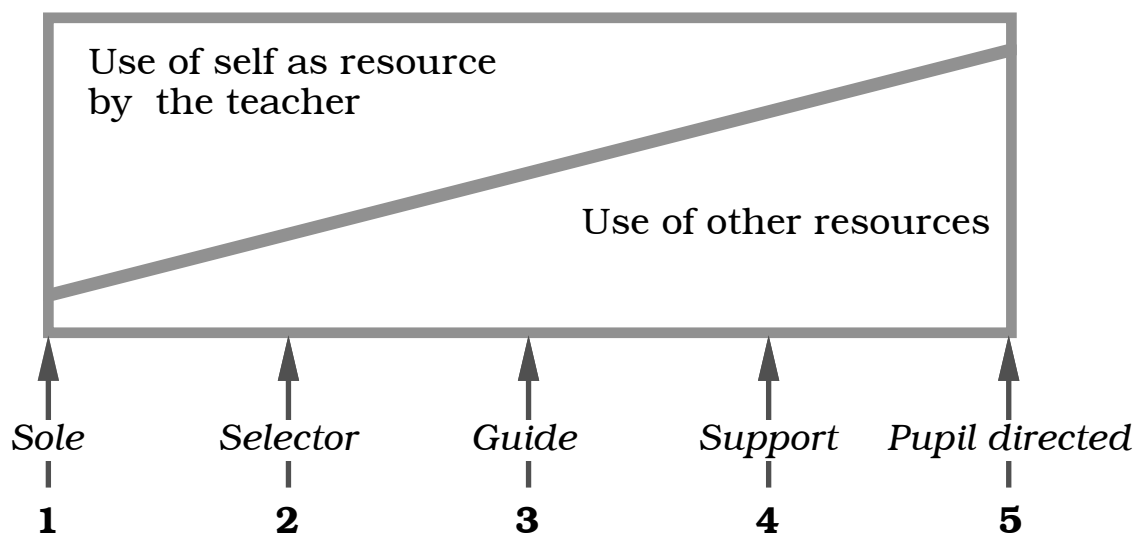 Use of self as resource
by the teacher
Use of other resources
Sole Selector Guide Support Pupil directed
1 2 3 4 5